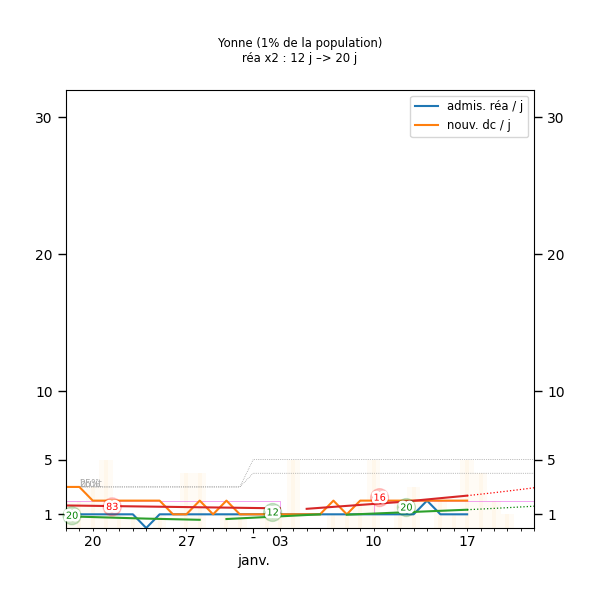 Yonne (1% de la population)
réa x2 : 12 j –> 20 j
admis. réa / j
nouv. dc / j
30 30
20 20
10 10
5 5
1 1
83
16
20
12
20
20 27 - 03 10 17
janv.